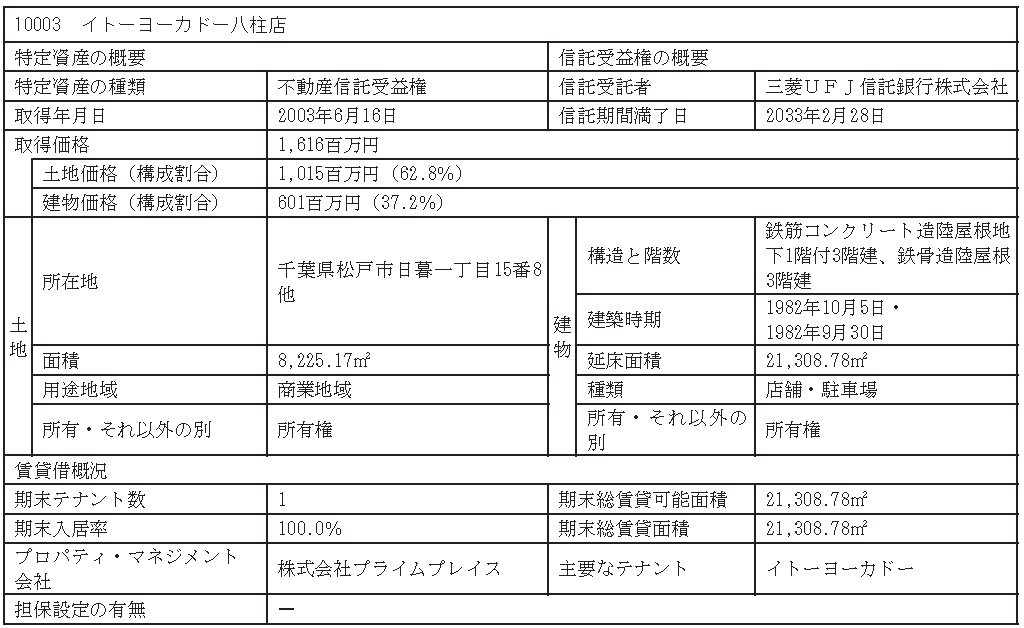 10003　イトーヨーカドー八柱店
特定資産の概要　信託受益権の概要
特定資産の種類　不動産信託受益権　信託受託者　三菱ＵＦＪ信託銀行株式会社
取得年月日　2003年6月16日　信託期間満了日　2033年2月28日
取得価格　1,616百万円
土地価格（構成割合）　1,015百万円（62.8%）
建物価格（構成割合）　601百万円（37.2%）
土地
所在地　千葉県松戸市日暮一丁目15番8
他
建物
構造と階数　鉄筋コンクリート造陸屋根地
下1階付3階建、鉄骨造陸屋根
3階建
建築時期　1982年10月5日・
1982年9月30日
面積　8,225.17㎡　延床面積　21,308.78㎡
用途地域　商業地域　種類　店舗・駐車場
所有・それ以外の別　所有権　所有・それ以外の
別　所有権
賃貸借概況
期末テナント数　1　期末総賃貸可能面積　21,308.78㎡
期末入居率　100.0%　期末総賃貸面積　21,308.78㎡
プロパティ・マネジメント
会社　株式会社プライムプレイス　主要なテナント　イトーヨーカドー
担保設定の有無　－